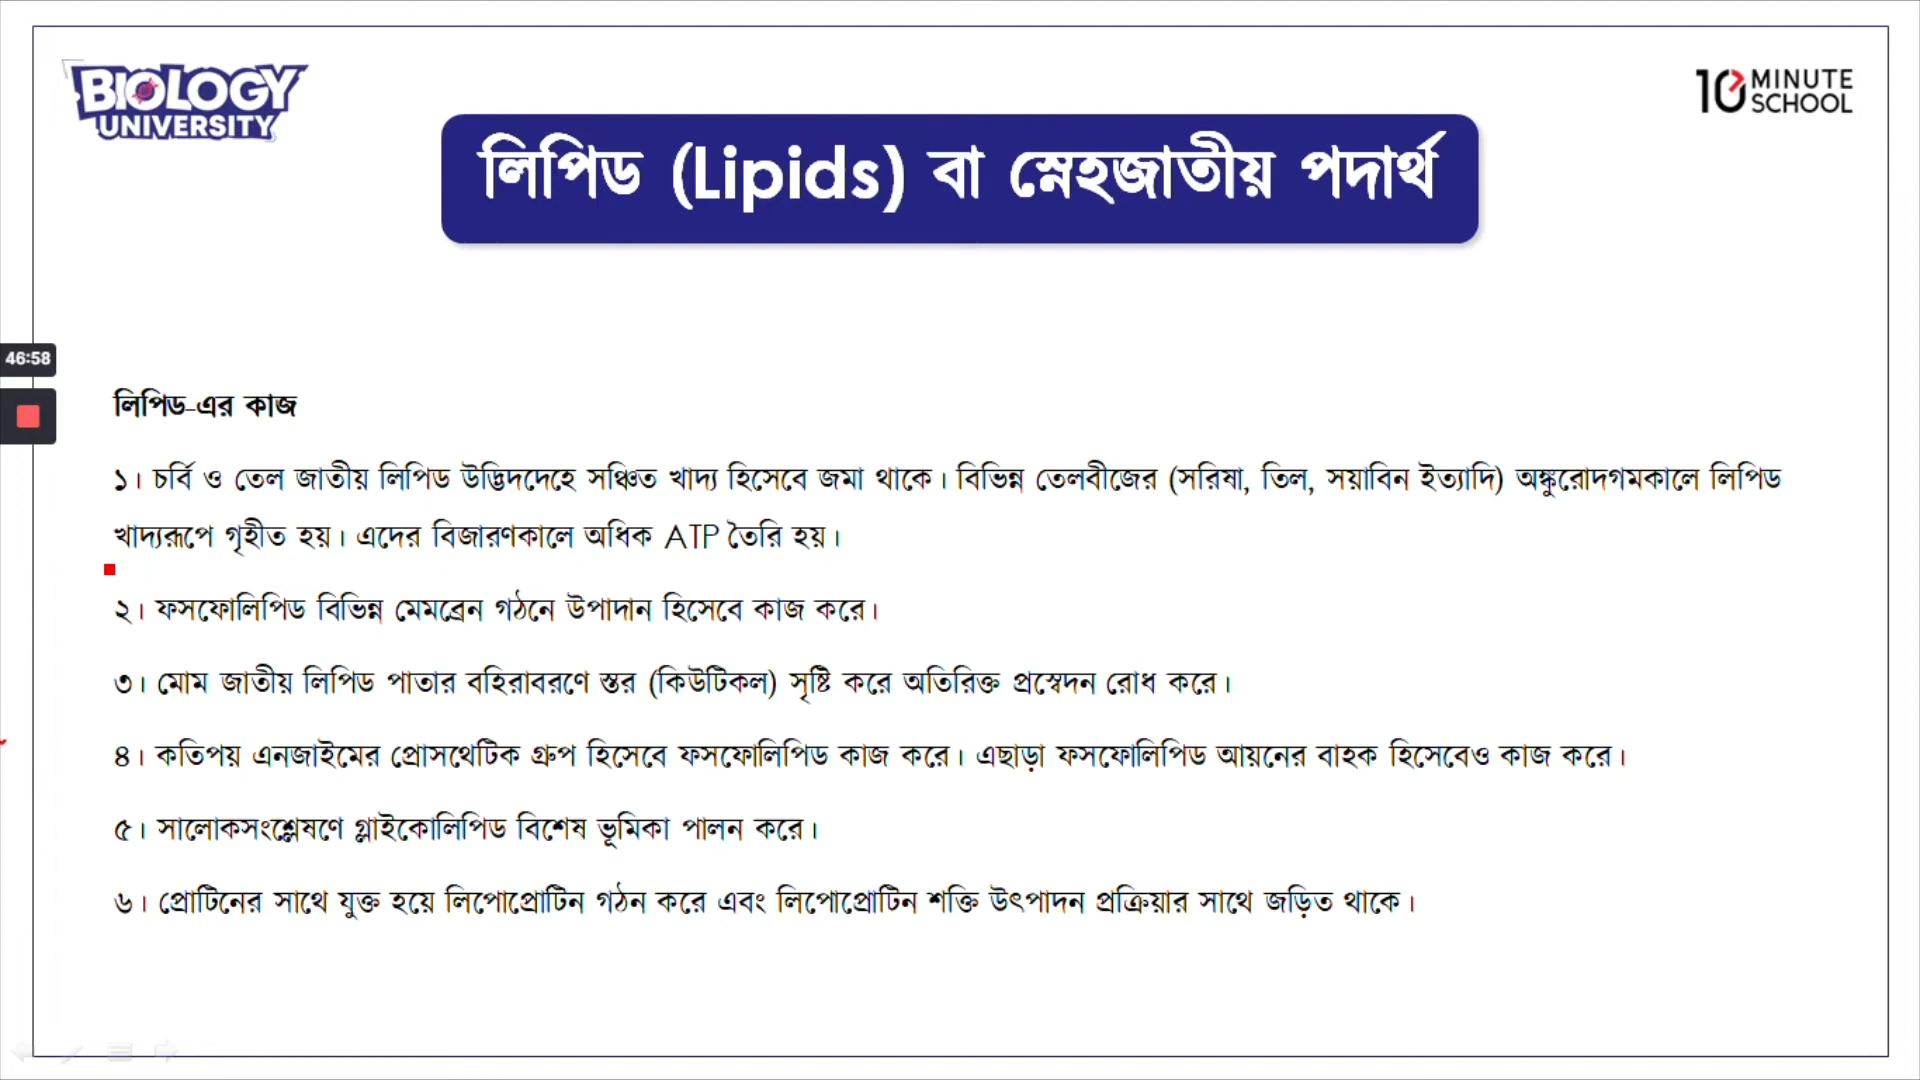 BIOLOGY
UNIVERSITY
10 MINUTE
SCHOOL
লিপিড (Lipids) বা স্নেহজাতীয় পদার্থ
46:58
লিপিড-এর কাজ
১। চর্বি ও তেল জাতীয় লিপিড উদ্ভিদদেহে সঞ্চিত খাদ্য হিসেবে জমা থাকে। বিভিন্ন তেলবীজের (সরিষা, তিল, সয়াবিন ইত্যাদি) অঙ্কুরোদগমকালে লিপিড
খাদ্যরূপে গৃহীত হয়। এদের বিজারণকালে অধিক ATP তৈরি হয়।
২। ফসফোলিপিড বিভিন্ন মেমব্রেন গঠনে উপাদান হিসেবে কাজ করে।
৩। মোম জাতীয় লিপিড পাতার বহিরাবরণে স্তর (কিউটিকল) সৃষ্টি করে অতিরিক্ত প্রস্বেদন রোধ করে।
৪। কতিপয় এনজাইমের প্রোসথেটিক গ্রুপ হিসেবে ফসফোলিপিড কাজ করে। এছাড়া ফসফোলিপিড আয়নের বাহক হিসেবেও কাজ করে।
৫। সালোকসংশ্লেষণে গ্লাইকোলিপিড বিশেষ ভূমিকা পালন করে।
৬। প্রোটিনের সাথে যুক্ত হয়ে লিপোপ্রোটিন গঠন করে এবং লিপোপ্রোটিন শক্তি উৎপাদন প্রক্রিয়ার সাথে জড়িত থাকে।